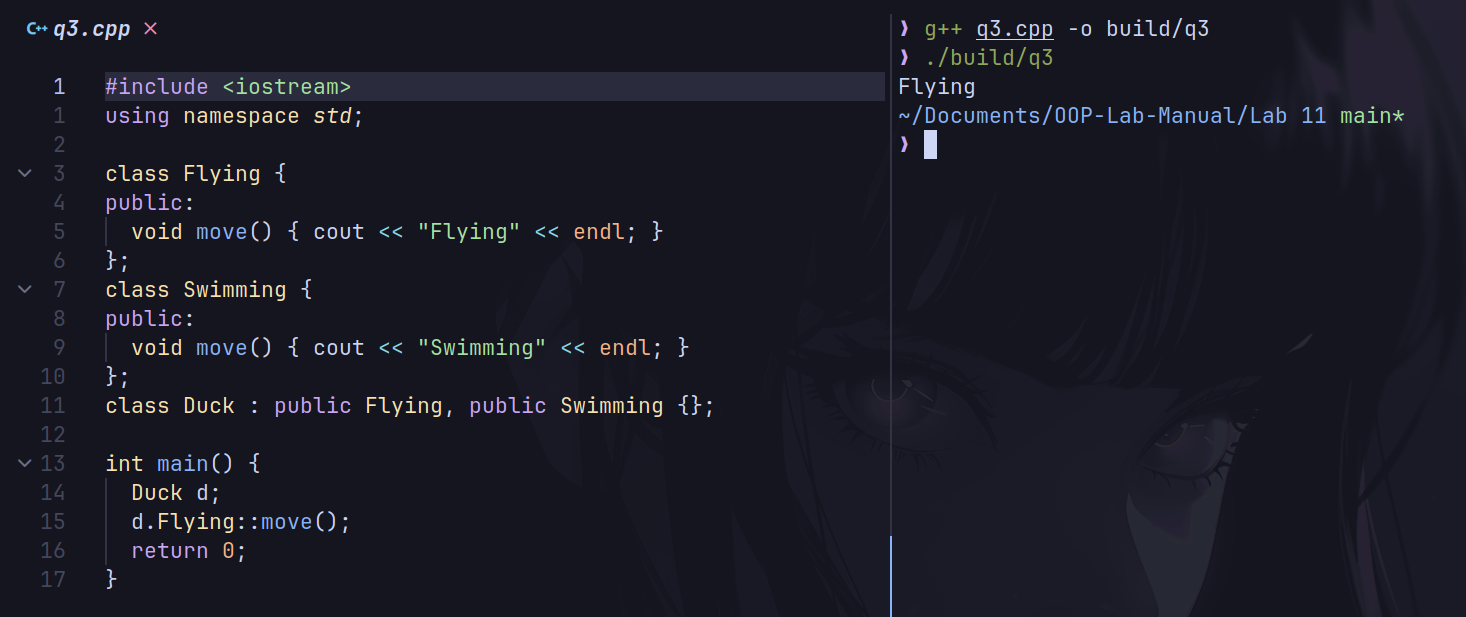 C++ q3.cpp ×
1 #include <iostream>
1 using namespace std;
2
3 class Flying {
4 public:
5   void move() { cout << "Flying" << endl; }
6 };
7 class Swimming {
8 public:
9   void move() { cout << "Swimming" << endl; }
10 };
11 class Duck : public Flying, public Swimming {};
12
13 int main() {
14   Duck d;
15   d.Flying::move();
16   return 0;
17 }
❯ g++ q3.cpp -o build/q3
❯ ./build/q3
Flying
~/Documents/OOP-Lab-Manual/Lab 11 main*
❯